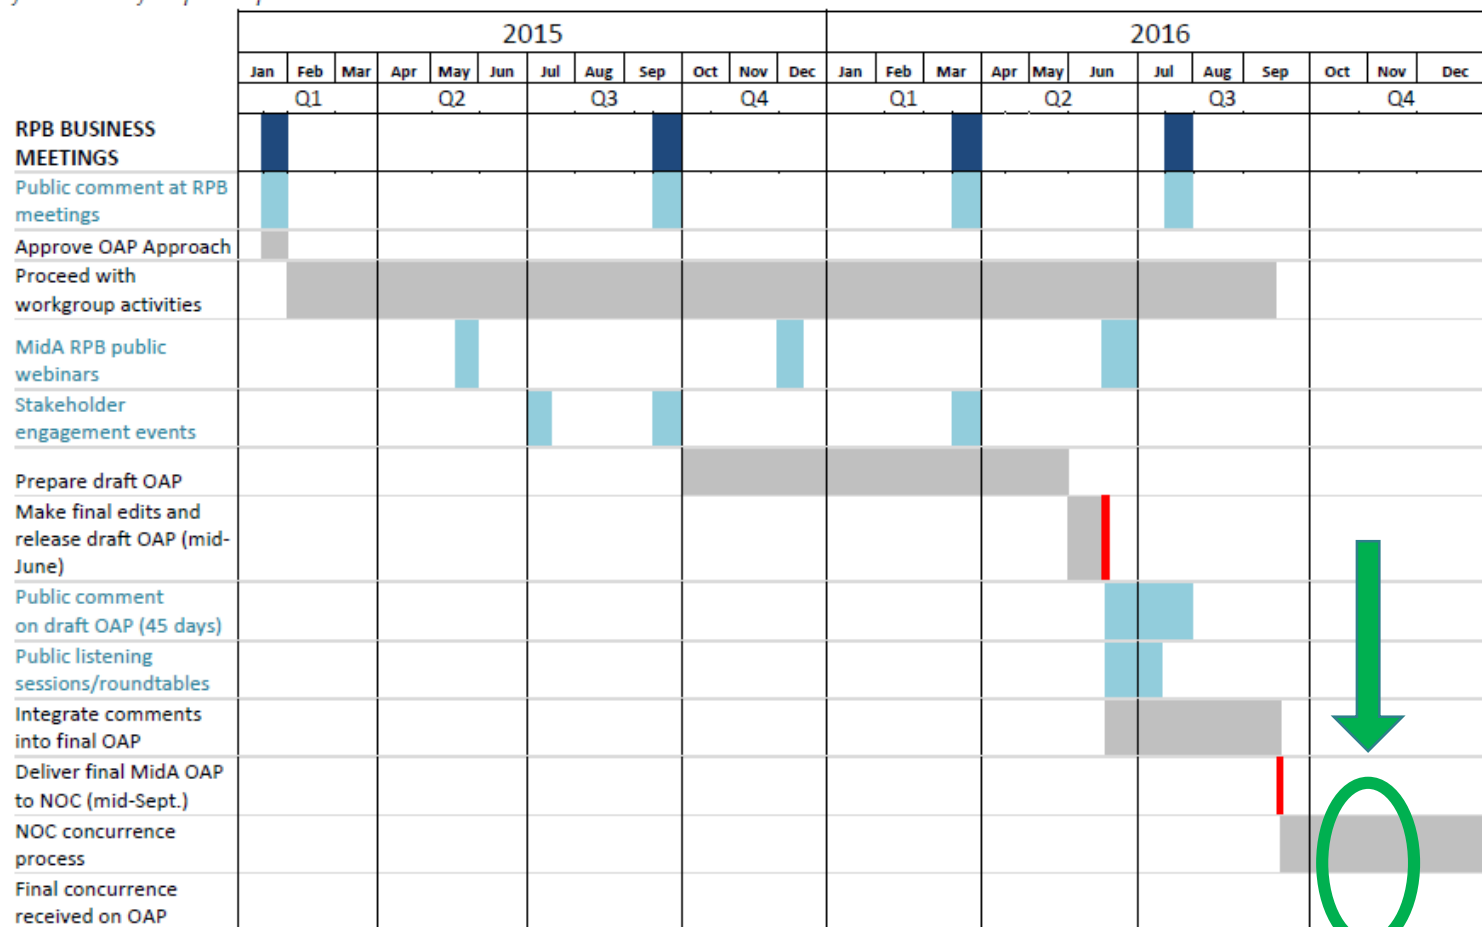 2015 2016
Jan Feb Mar Apr May Jun Jul Aug Sep Oct Nov Dec Jan Feb Mar Apr May Jun Jul Aug Sep Oct Nov Dec
Q1 Q2 Q3 Q4 Q1 Q2 Q3 Q4
RPB BUSINESS
MEETINGS
Public comment at RPB
meetings
Approve OAP Approach
Proceed with
workgroup activities
MidA RPB public
webinars
Stakeholder
engagement events
Prepare draft OAP
Make final edits and
release draft OAP (mid-
June)
Public comment
on draft OAP (45 days)
Public listening
sessions/roundtables
Integrate comments
into final OAP
Deliver final MidA OAP
to NOC (mid-Sept.)
NOC concurrence
process
Final concurrence
received on OAP